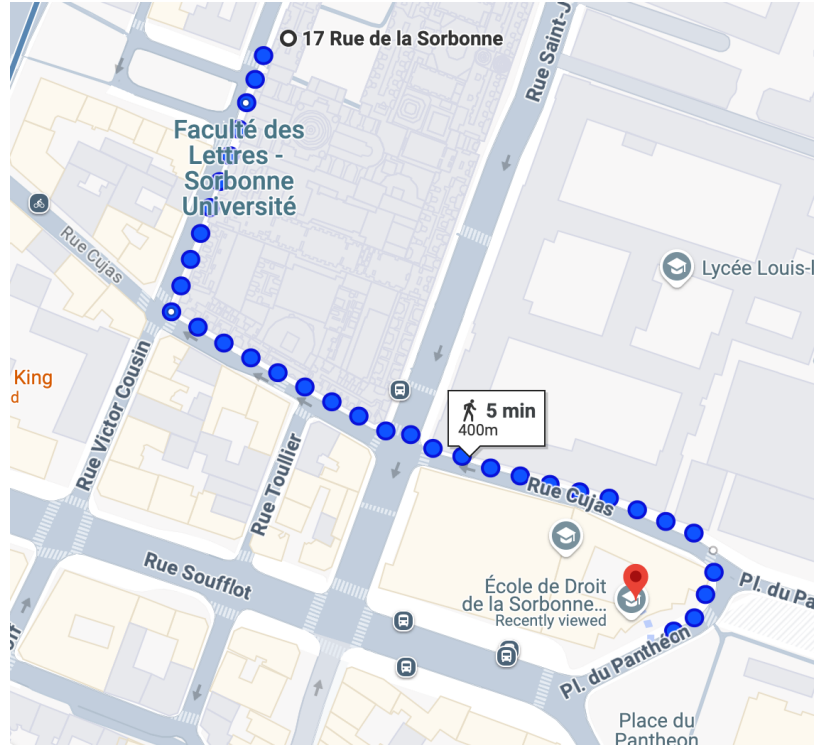 17 Rue de la Sorbonne
Rue Saint-J
Faculté des
Lettres -
Sorbonne
Université
Rue Cujas
Lycée Louis-l
King
d
Rue Victor Cousin
5 min
400m
Rue Toullier
Rue Cujas
Rue Soufflot
École de Droit
de la Sorbonne...
Recently viewed
Pl. du Pa
Pl. du Panthéon
Place du
Pantheon